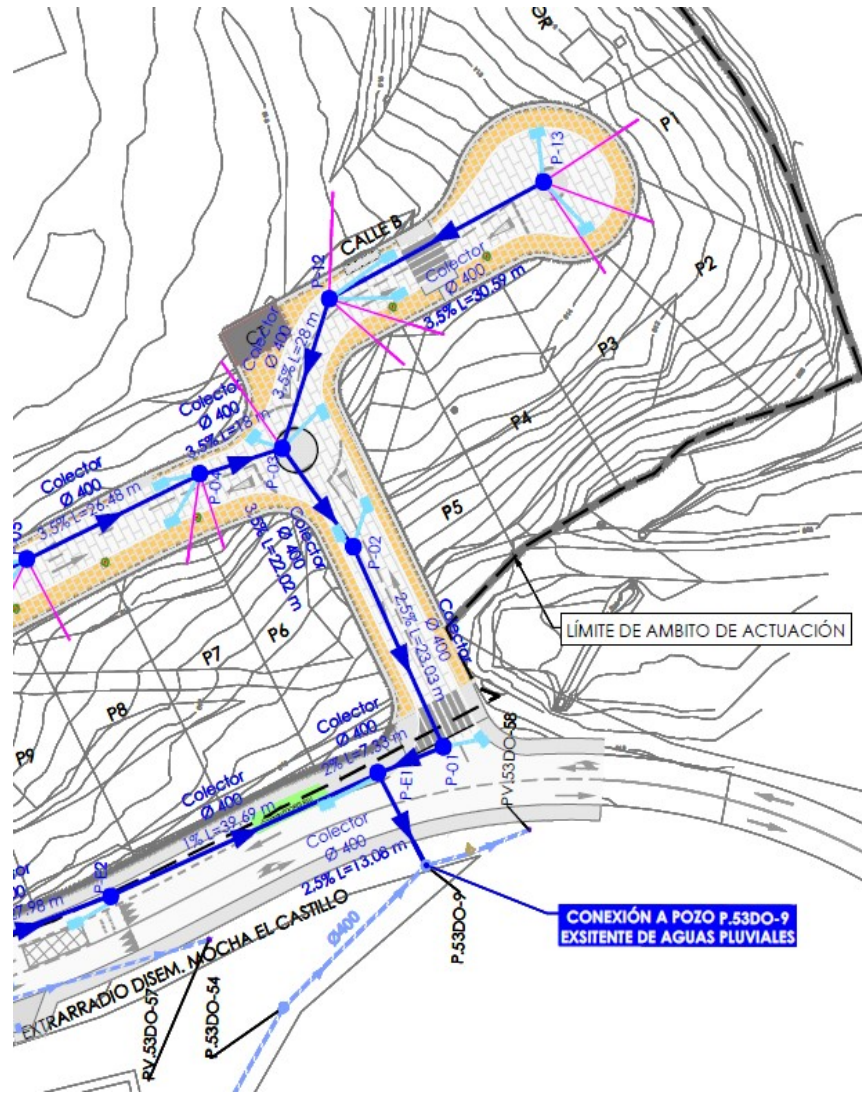 P1
P-13
CALLE B
Colector
Ø 400
3,5% L=30.59 m
P2
P-12
CT
Colector
Ø 400
3.5% L=28 m
P3
Colector
Ø 400
3.5% L=18 m
P4
P-03
P-04
Colector
Ø 400
3.5% L=26.48 m
P5
Colector
Ø 400
3.5% L=22.02 m
P-02
LÍMITE DE AMBITO DE ACTUACIÓN
Colector
Ø 400
2.5% L=23.03 m
P6
P7
P8
P9
Colector
Ø 400
2% L=7.33 m
P-01
P-E1
PV.53DO-58
Colector
Ø 400
1% L=39.69 m
Colector
Ø 400
2.5% L=13.08 m
P-E2
CONEXIÓN A POZO P.53DO-9
EXSITENTE DE AGUAS PLUVIALES
P.53DO-9
Ø400
EXTRARRADIO DISEM. MOCHA EL CASTILLO
PV.53DO-57
P.53DO-54